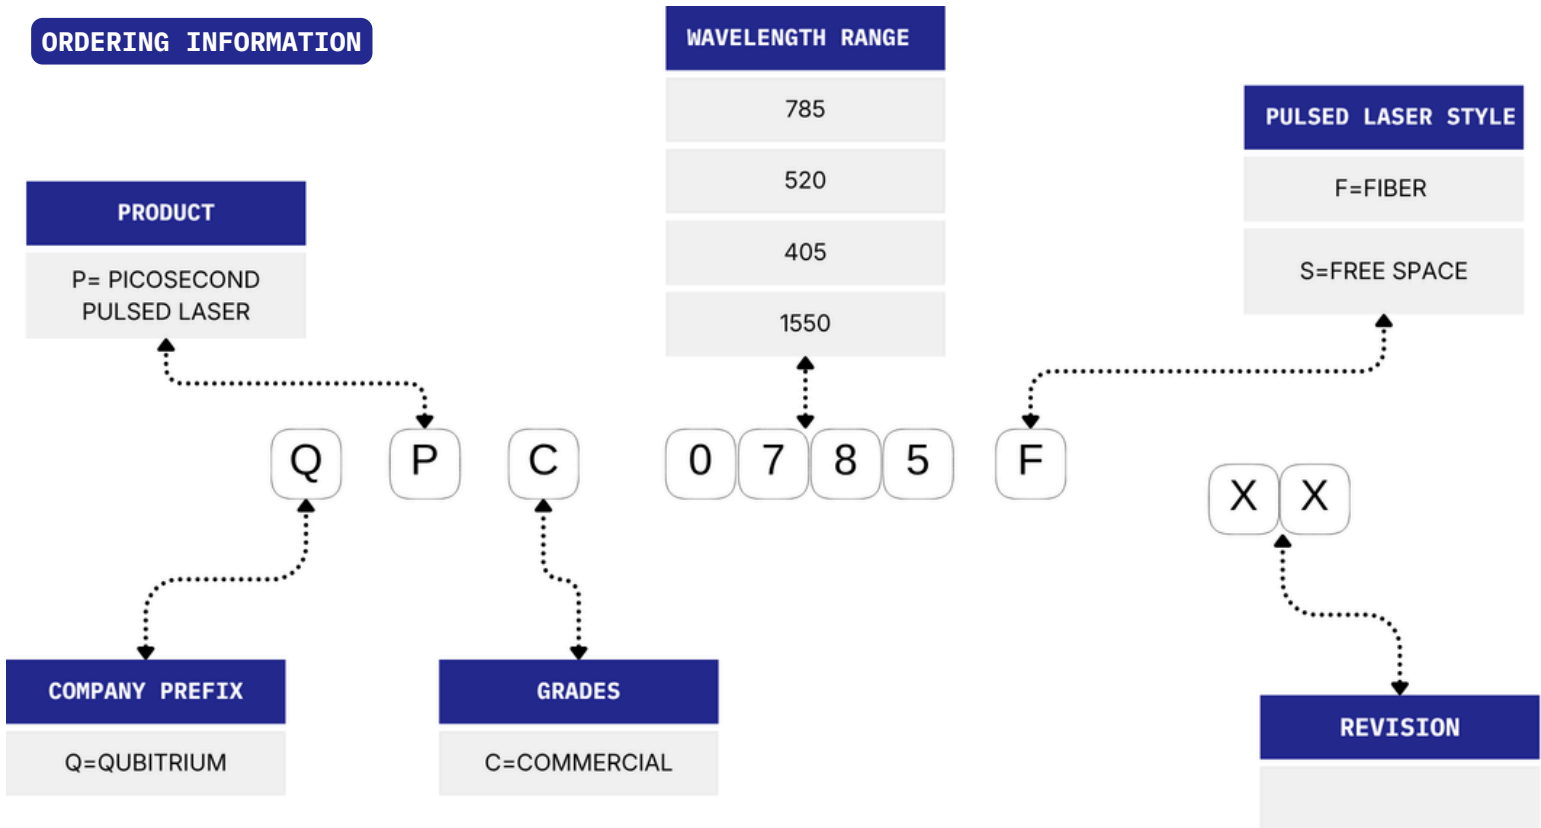 ORDERING INFORMATION
WAVELENGTH RANGE
785
520
405
1550
PULSED LASER STYLE
F=FIBER
S=FREE SPACE
PRODUCT
P= PICOSECOND
PULSED LASER
Q P C 0 7 8 5 F
X X
COMPANY PREFIX
Q=QUBITRIUM
GRADES
C=COMMERCIAL
REVISION